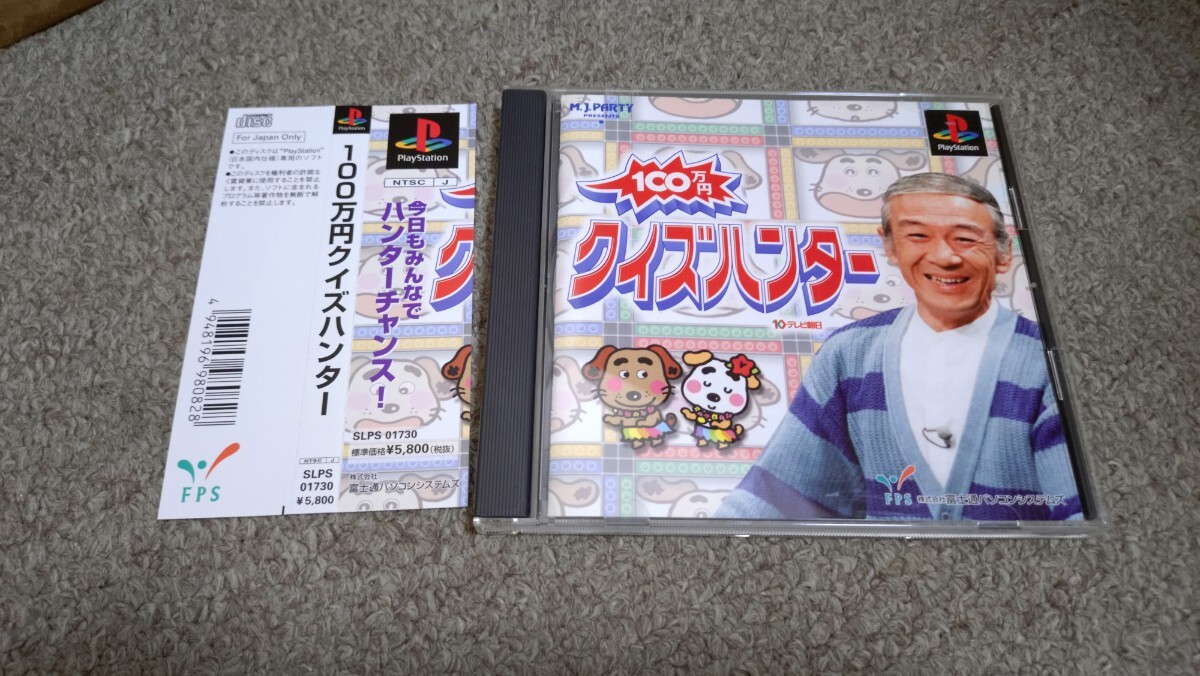 COMPACT
disc
For Japan Only
●このディスクは"PlayStation"
(日本国内仕様)専用のソフト
です。
●このディスクを権利者の許諾な
く賃貸業に使用することを禁止
します。また、ソフトに含まれる
プログラム等著作物を無断で解
析することを禁止します。
4 948196 980828
FPS
PlayStation
100万円クイズハンター
NTSC J
SLPS
01730
¥5,800
PlayStation
NTSC J
今日もみんなで
ハンターチャンス!
SLPS 01730
標準価格¥5,800(税抜)
株式会社
富士通パソコンシステムズ
M.J.PARTY
PRESENTS
PlayStation
100万円
クイズハンター
10 テレビ朝日
FPS 株式会社富士通パソコンシステムズ